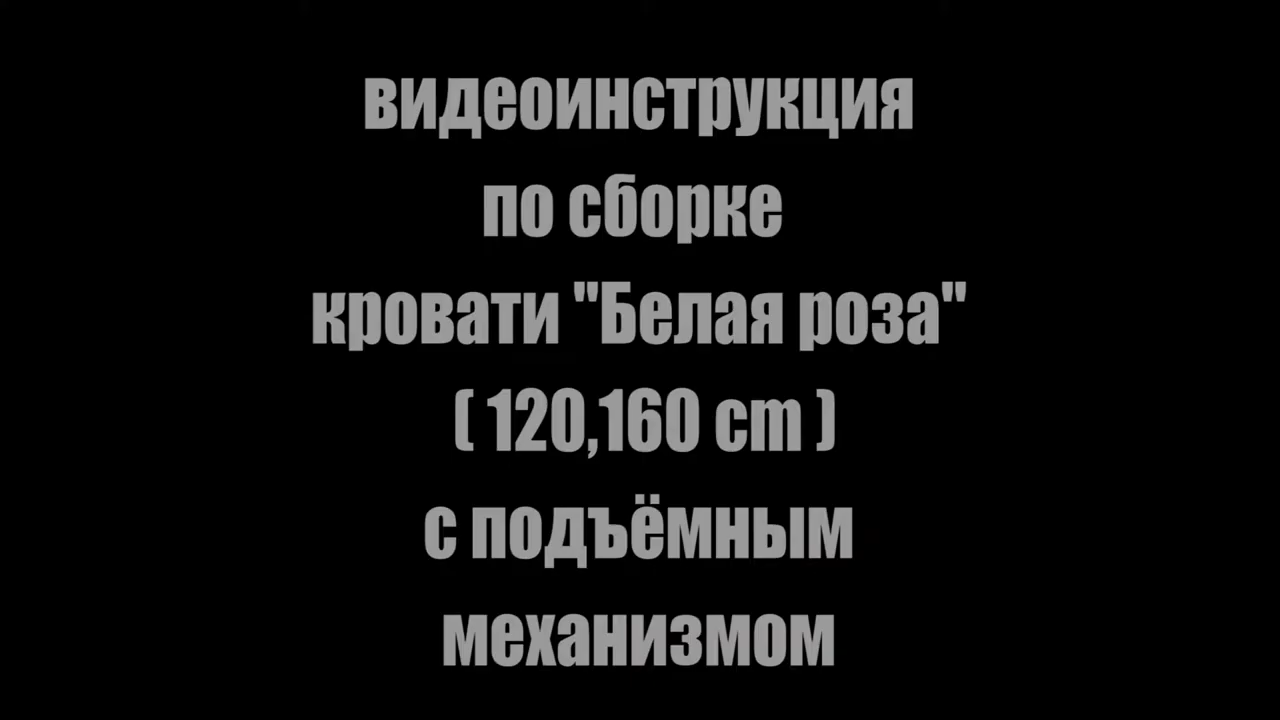 видеоинструкция
по сборке
кровати "Белая роза"
( 120,160 cm )
с подъёмным
механизмом